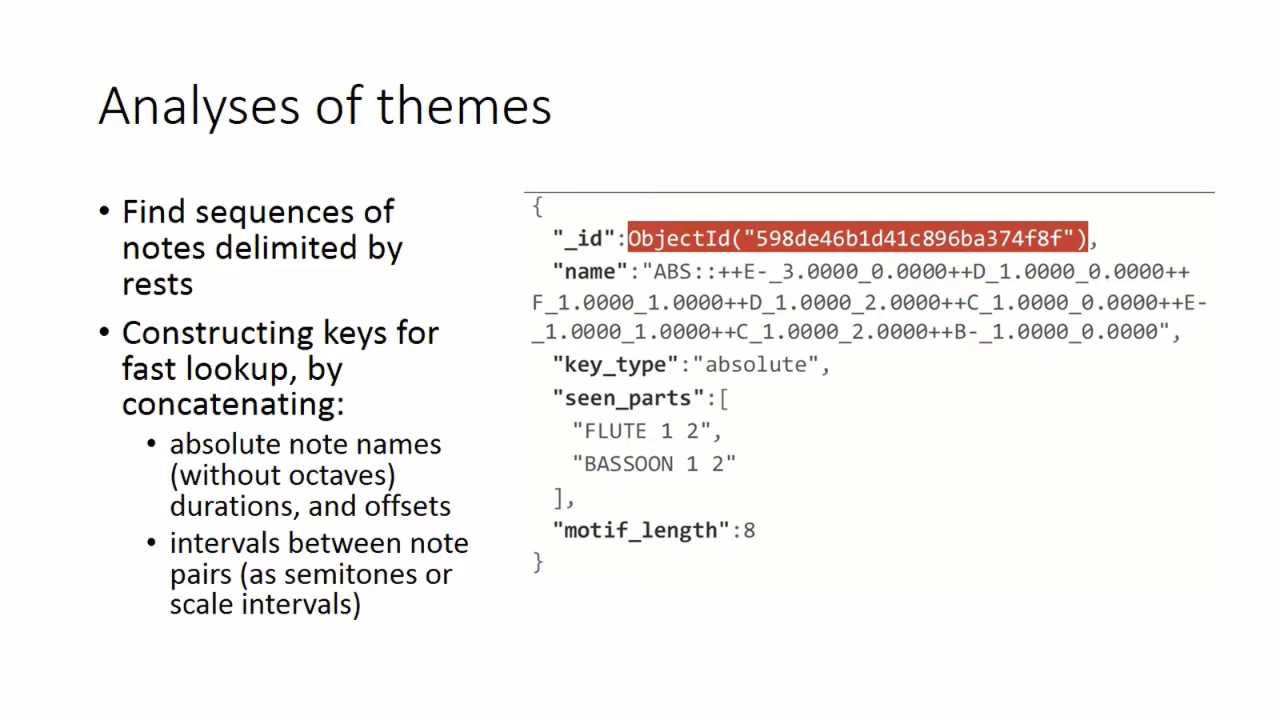 Analyses of themes
• Find sequences of
notes delimited by
rests
• Constructing keys for
fast lookup, by
concatenating:
• absolute note names
(without octaves)
durations, and offsets
• intervals between note
pairs (as semitones or
scale intervals)
{
"_id":ObjectId("598de46b1d41c896ba374f8f"),
"name":"ABS::++E-_3.0000_0.0000++D_1.0000_0.0000++
F_1.0000_1.0000++D_1.0000_2.0000++C_1.0000_0.0000++E-
_1.0000_1.0000++C_1.0000_2.0000++B-_1.0000_0.0000",
"key_type":"absolute",
"seen_parts":[
"FLUTE 1 2",
"BASSOON 1 2"
],
"motif_length":8
}